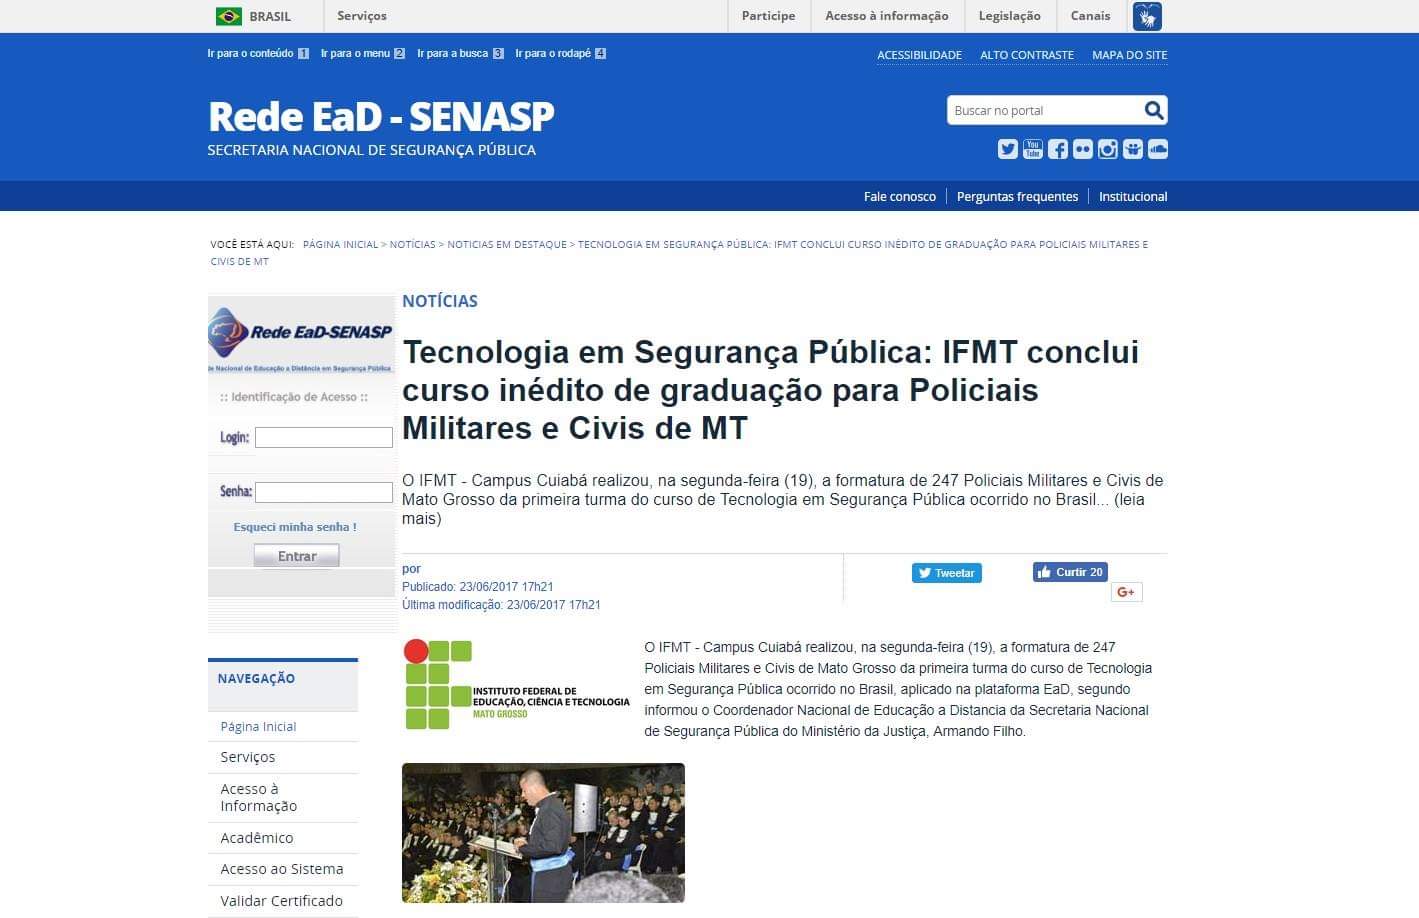 BRASIL Serviços Participe Acesso à informação Legislação Canais
Ir para o conteúdo 1 Ir para o menu 2 Ir para a busca 3 Ir para o rodapé 4
ACESSIBILIDADE ALTO CONTRASTE MAPA DO SITE
Rede EaD - SENASP
SECRETARIA NACIONAL DE SEGURANÇA PÚBLICA
Buscar no portal
You Tube
Fale conosco Perguntas frequentes Institucional
VOCÊ ESTÁ AQUI: PÁGINA INICIAL > NOTÍCIAS > NOTICIAS EM DESTAQUE > TECNOLOGIA EM SEGURANÇA PÚBLICA: IFMT CONCLUI CURSO INÉDITO DE GRADUAÇÃO PARA POLICIAIS MILITARES E
CIVIS DE MT
Rede EaD-SENASP
de Nacional de Educação a Distância em Segurança Pública
:: Identificação de Acesso ::
Login:
Senha:
Esqueci minha senha !
Entrar
NAVEGAÇÃO
Página Inicial
Serviços
Acesso à
Informação
Acadêmico
Acesso ao Sistema
Validar Certificado
NOTÍCIAS
Tecnologia em Segurança Pública: IFMT conclui
curso inédito de graduação para Policiais
Militares e Civis de MT
O IFMT - Campus Cuiabá realizou, na segunda-feira (19), a formatura de 247 Policiais Militares e Civis de
Mato Grosso da primeira turma do curso de Tecnologia em Segurança Pública ocorrido no Brasil... (leia
mais)
por
Publicado: 23/06/2017 17h21
Última modificação: 23/06/2017 17h21
Tweetar
Curtir 20
G+
INSTITUTO FEDERAL DE
EDUCAÇÃO, CIÊNCIA E TECNOLOGIA
MATO GROSSO
O IFMT - Campus Cuiabá realizou, na segunda-feira (19), a formatura de 247
Policiais Militares e Civis de Mato Grosso da primeira turma do curso de Tecnologia
em Segurança Pública ocorrido no Brasil, aplicado na plataforma EaD, segundo
informou o Coordenador Nacional de Educação a Distancia da Secretaria Nacional
de Segurança Pública do Ministério da Justiça, Armando Filho.